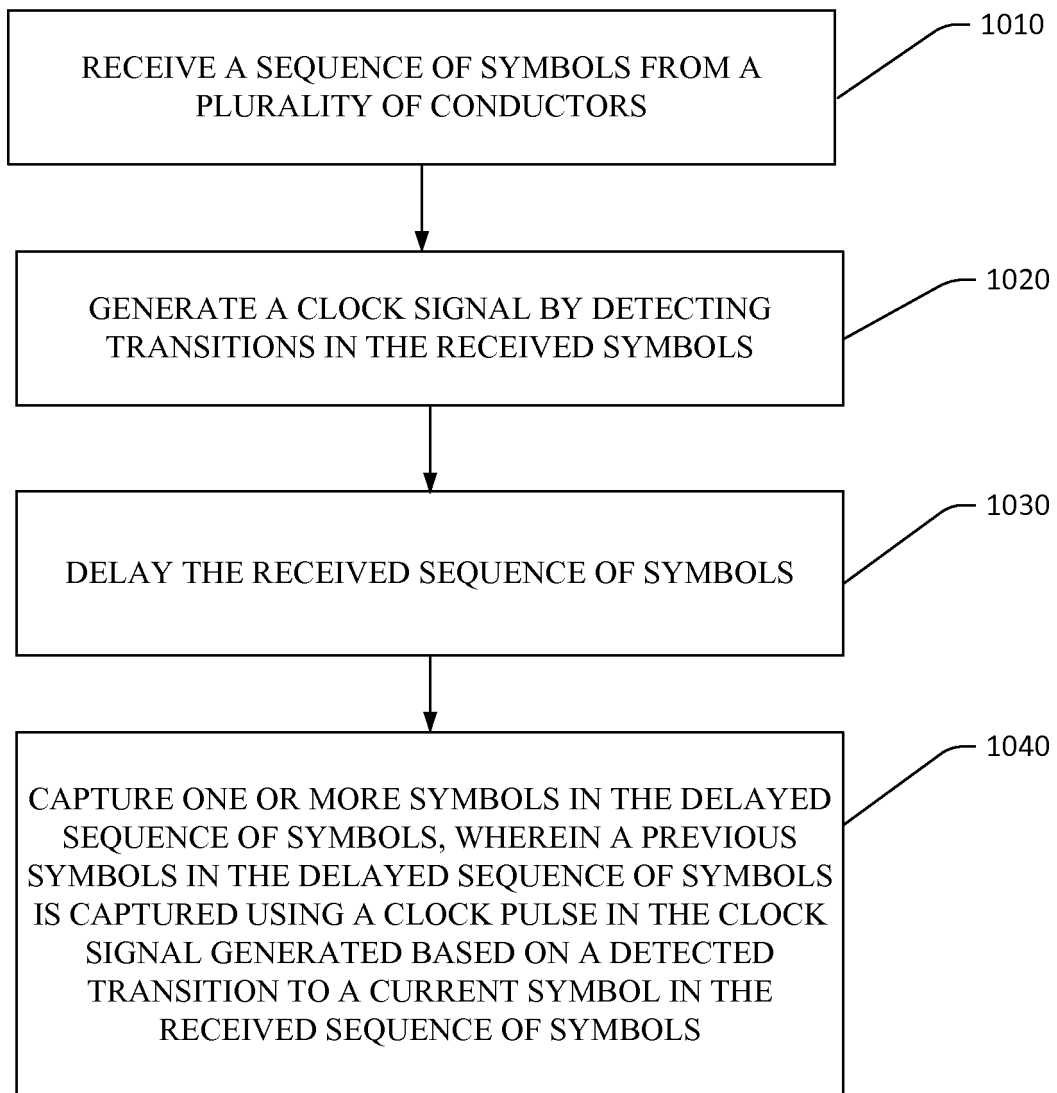 1010
RECEIVE A SEQUENCE OF SYMBOLS FROM A
PLURALITY OF CONDUCTORS
1020
GENERATE A CLOCK SIGNAL BY DETECTING
TRANSITIONS IN THE RECEIVED SYMBOLS
1030
DELAY THE RECEIVED SEQUENCE OF SYMBOLS
1040
CAPTURE ONE OR MORE SYMBOLS IN THE DELAYED
SEQUENCE OF SYMBOLS, WHEREIN A PREVIOUS
SYMBOLS IN THE DELAYED SEQUENCE OF SYMBOLS
IS CAPTURED USING A CLOCK PULSE IN THE CLOCK
SIGNAL GENERATED BASED ON A DETECTED
TRANSITION TO A CURRENT SYMBOL IN THE
RECEIVED SEQUENCE OF SYMBOLS